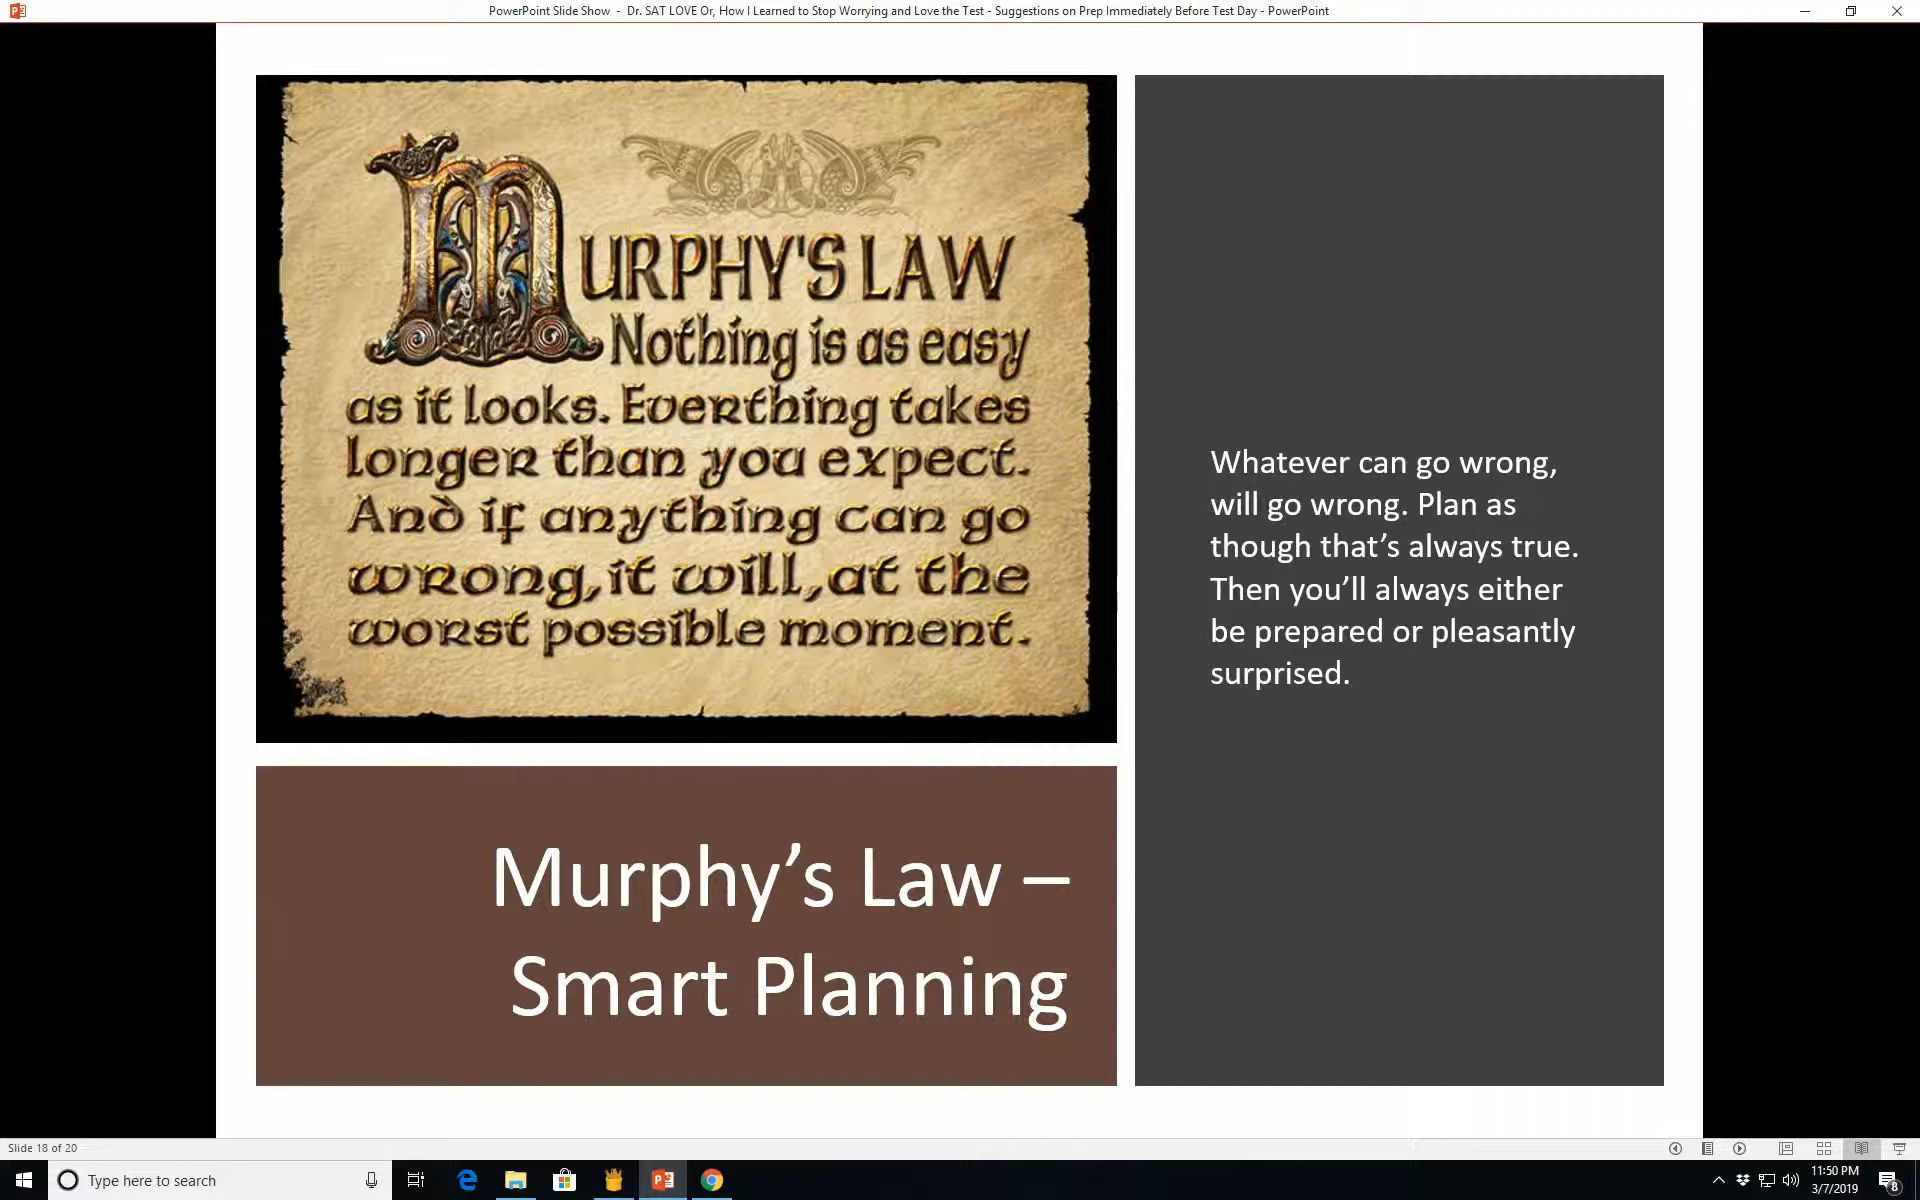 PowerPoint Slide Show - Dr. SAT LOVE Or, How I Learned to Stop Worrying and Love the Test - Suggestions on Prep Immediately Before Test Day - PowerPoint
MURPHY'S LAW
Nothing is as easy
as it looks. Everthing takes
longer than you expect.
And if anything can go
wrong, it will, at the
worst possible moment.
Whatever can go wrong,
will go wrong. Plan as
though that’s always true.
Then you’ll always either
be prepared or pleasantly
surprised.
Murphy’s Law –
Smart Planning
Slide 18 of 20
Type here to search
11:50 PM
3/7/2019
8